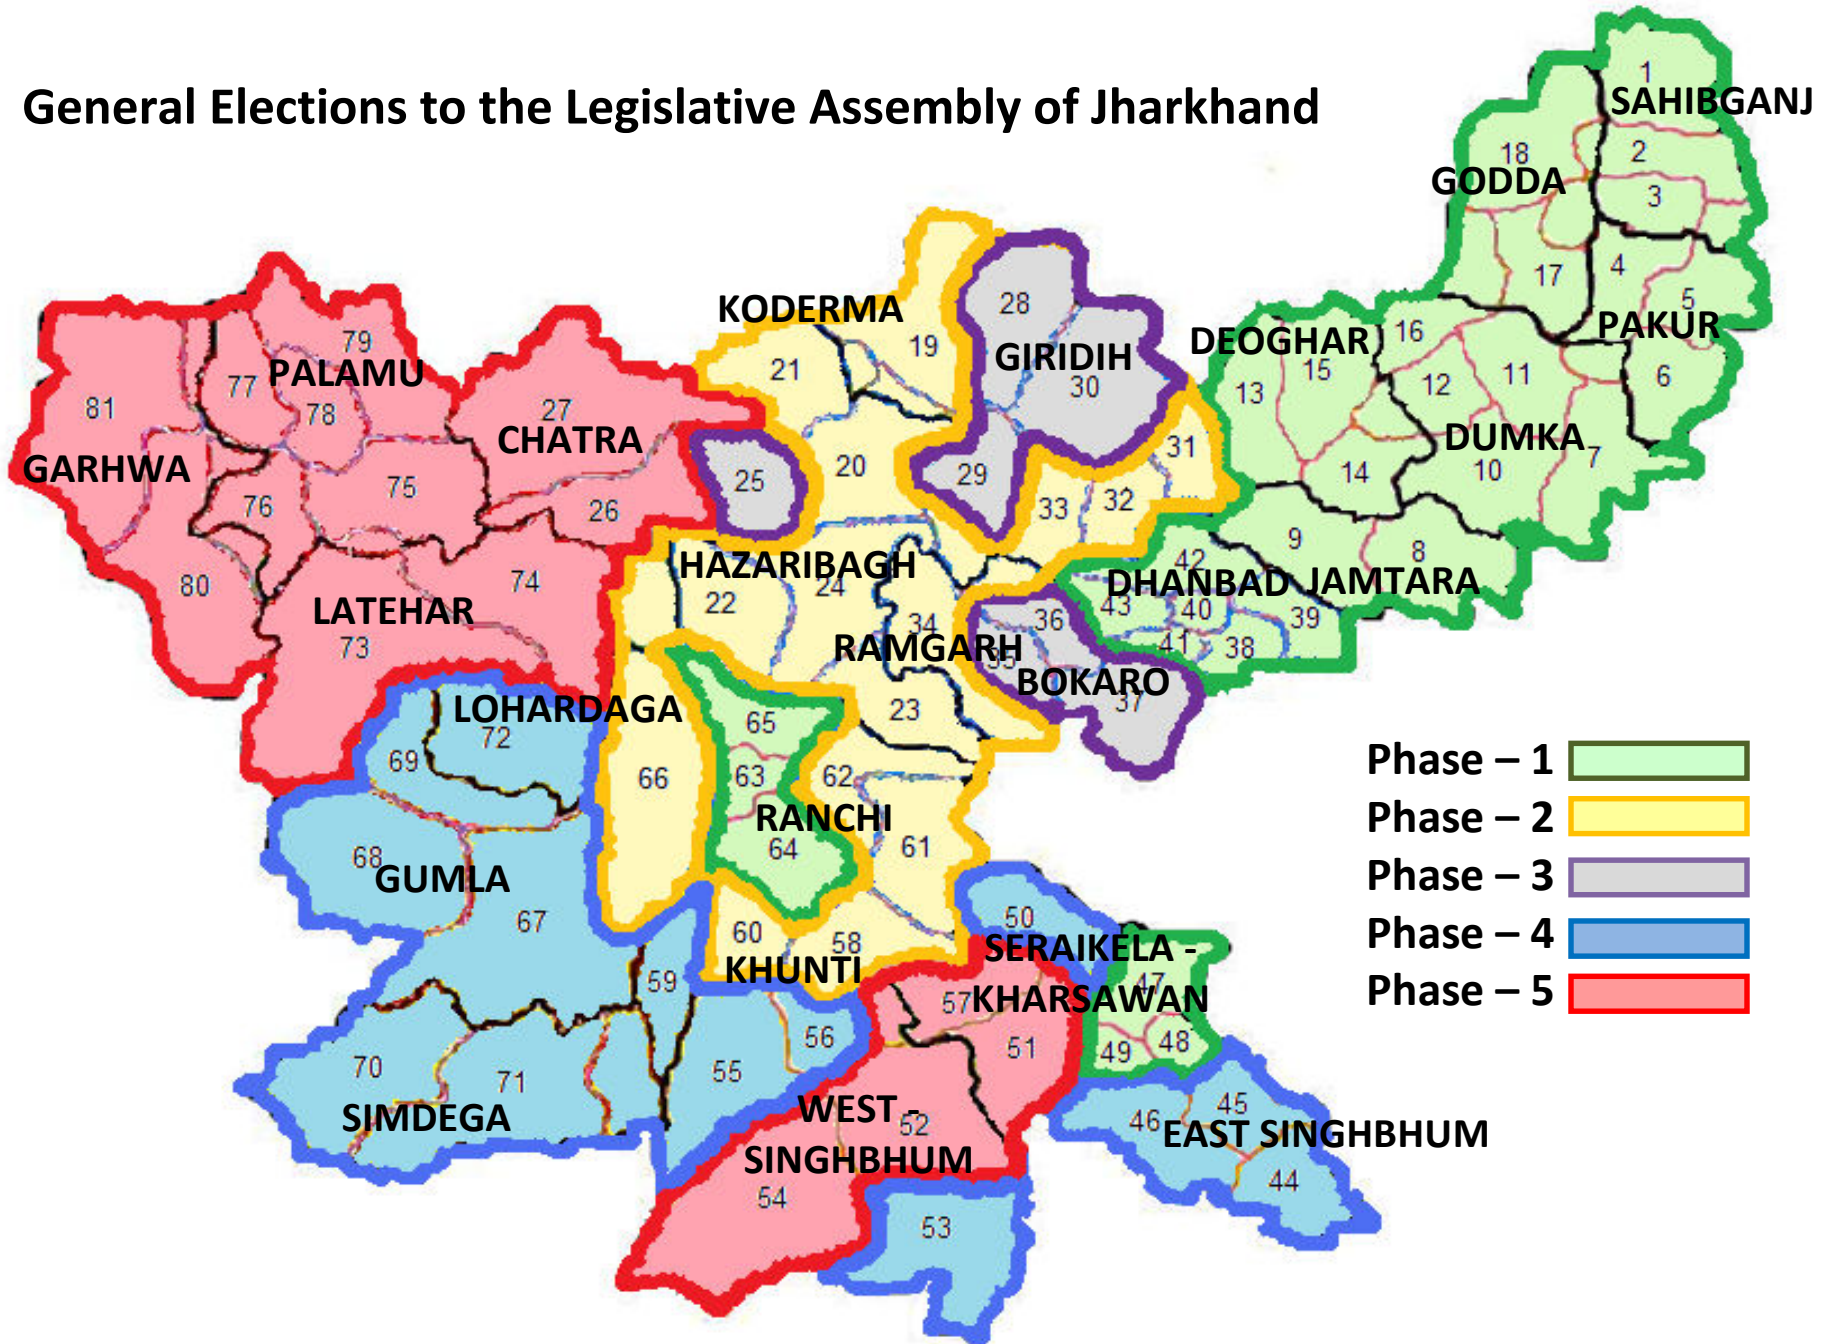 General Elections to the Legislative Assembly of Jharkhand
1
SAHIBGANJ
18
2
GODDA
3
17
4
5
PAKUR
KODERMA
28
19
GIRIDIH
30
DEOGHAR
16
15
13
12
11
6
79
PALAMU
77
78
21
81
27
CHATRA
GARHWA
DUMKA
7
10
14
31
20
25
29
33
32
75
76
26
9
8
42
DHANBAD
JAMTARA
HAZARIBAGH
24
22
74
80
LATEHAR
73
43
40
39
36
34
RAMGARH
35
41
38
BOKARO
37
LOHARDAGA
72
69
65
23
66
63
62
RANCHI
64
61
68
GUMLA
67
60
58
KHUNTI
59
50
SERAIKELA -
KHARSAWAN
47
57
51
49
48
56
55
70
71
SIMDEGA
WEST -
SINGHBHUM
52
54
53
45
46
EAST SINGHBHUM
44
Phase – 1
Phase – 2
Phase – 3
Phase – 4
Phase – 5